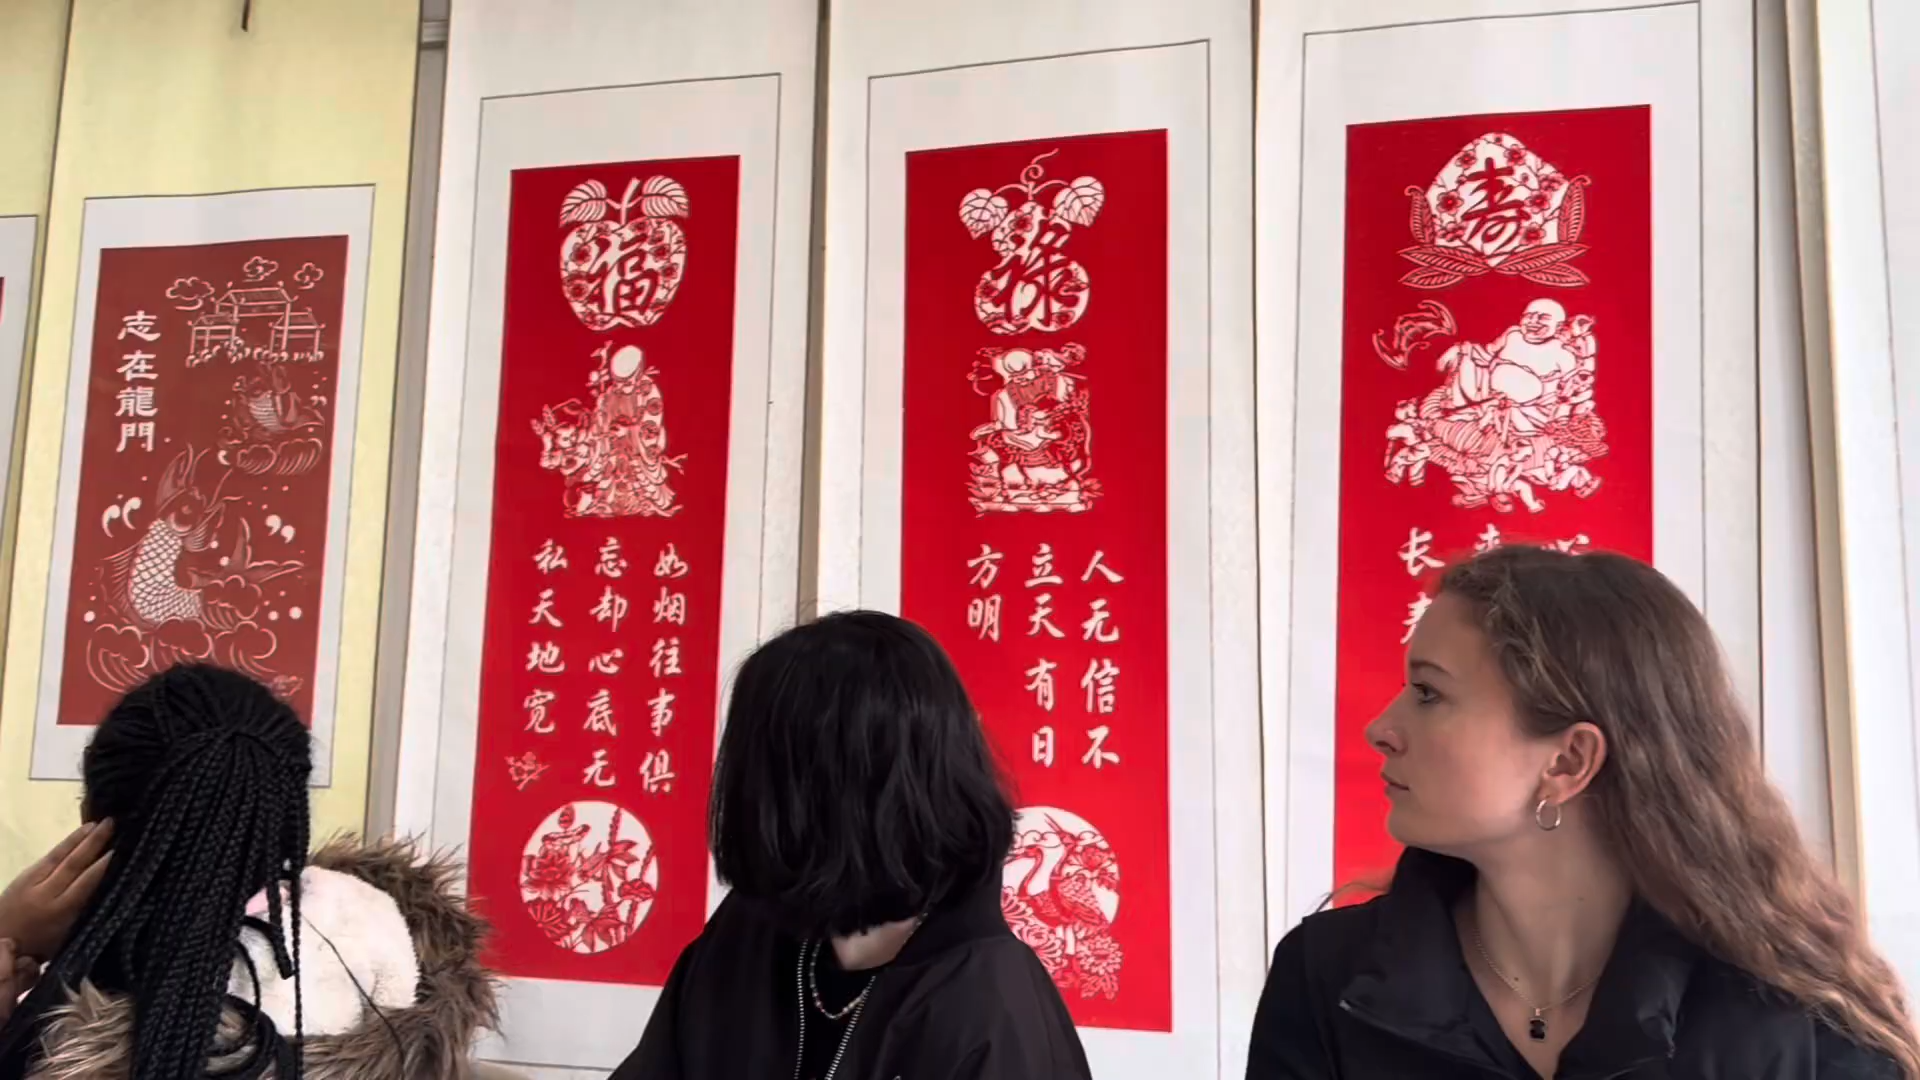 志在龍門
福
如烟往事俱
忘却心底无
私天地宽
禄
人无信不
立天有日
方明
寿
长